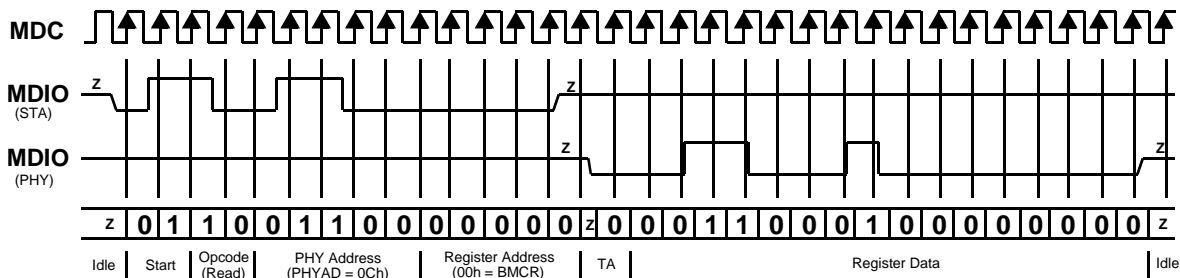 MDC
z
z
MDIO
(STA)
z
z
MDIO
(PHY)
z 0 1 1 0 0 1 1 0 0 0 0 0 0 0 z 0 0 0 1 1 0 0 0 1 0 0 0 0 0 0 0 0 z
Idle Start Opcode (Read) PHY Address (PHYAD = 0Ch) Register Address (00h = BMCR) TA Register Data Idle